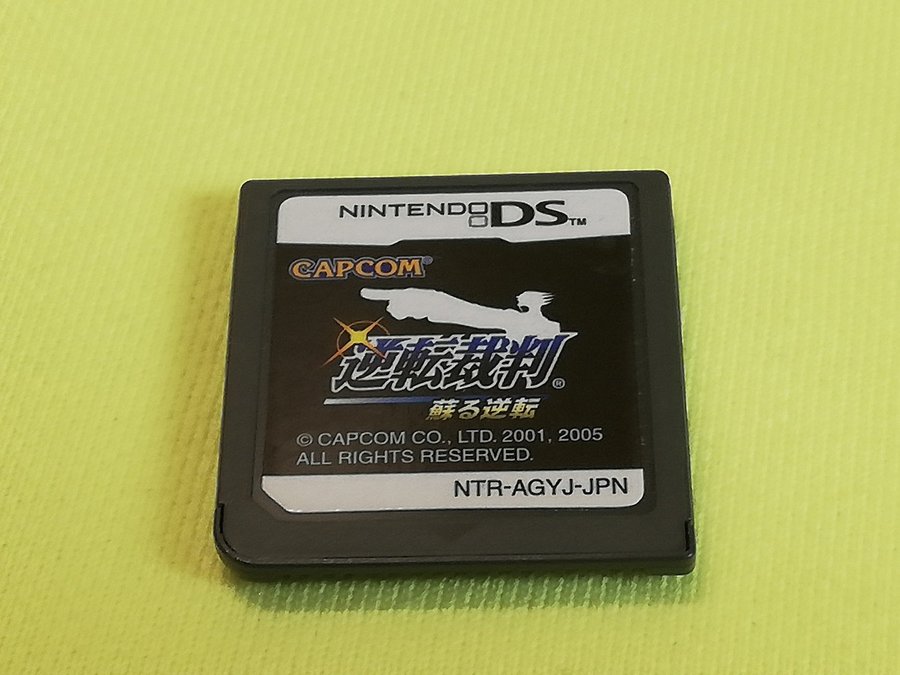 NINTENDO DS™
CAPCOM®
逆転裁判®
蘇る逆転
© CAPCOM CO., LTD. 2001, 2005
ALL RIGHTS RESERVED.
NTR-AGYJ-JPN